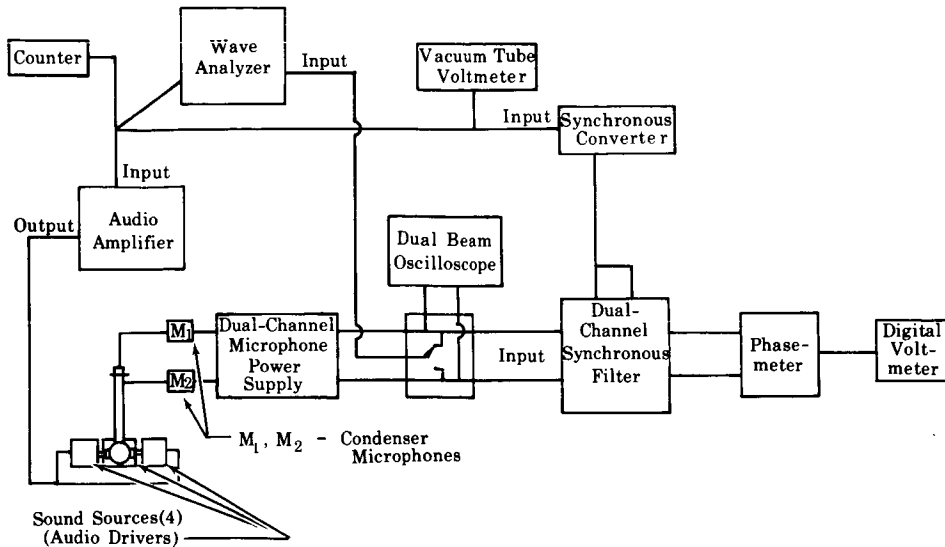 Counter
Wave
Analyzer
Input
Vacuum Tube
Voltmeter
Input
Synchronous
Converter
Input
Output
Audio
Amplifier
Dual Beam
Oscilloscope
M1
Dual-Channel
Microphone
Power
Supply
M2
Input
Dual-
Channel
Synchronous
Filter
Phase-
meter
Digital
Volt-
meter
M1, M2 - Condenser
Microphones
Sound Sources(4)
(Audio Drivers)